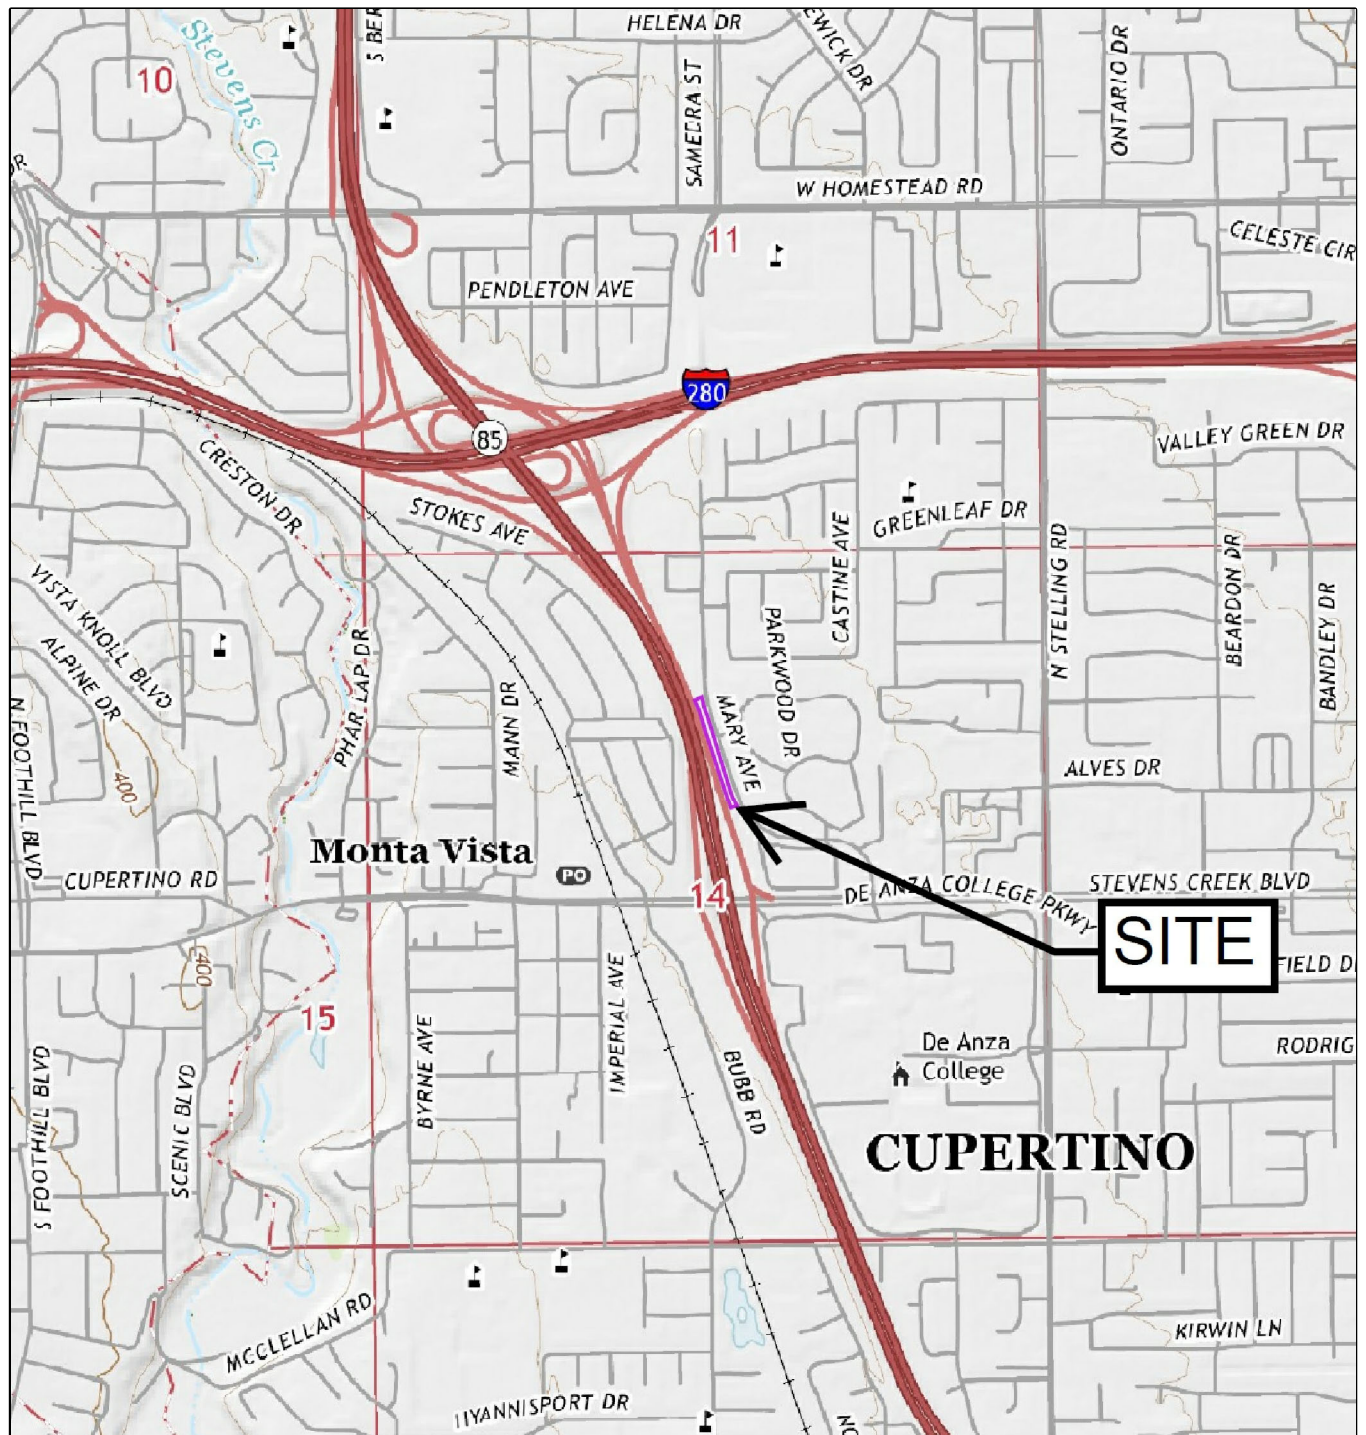 HELENA DR
S BER
EWICK DR
ONTARIO DR
Stevens Cr
10
SAMEDRA ST
DR
W HOMESTEAD RD
11
CELESTE CIR
PENDLETON AVE
280
85
VALLEY GREEN DR
CRESTON DR
STOKES AVE
GREENLEAF DR
CASTINE AVE
N STELLING RD
BEARDON DR
BANDLEY DR
VISTA KNOLL BLVD
ALPINE DR
PHAR LAP DR
PARKWOOD DR
MANN DR
MARY AVE
N FOOTHILL BLVD
400
ALVES DR
Monta Vista
PO
CUPERTINO RD
14
DE ANZA COLLEGE PKWY
STEVENS CREEK BLVD
SITE
400
IMPERIAL AVE
FIELD D
15
BYRNE AVE
De Anza
College
RODRIG
BUBB RD
S FOOTHILL BLVD
SCENIC BLVD
CUPERTINO
MCCLELLAN RD
KIRWIN LN
HYANNISPORT DR
NO